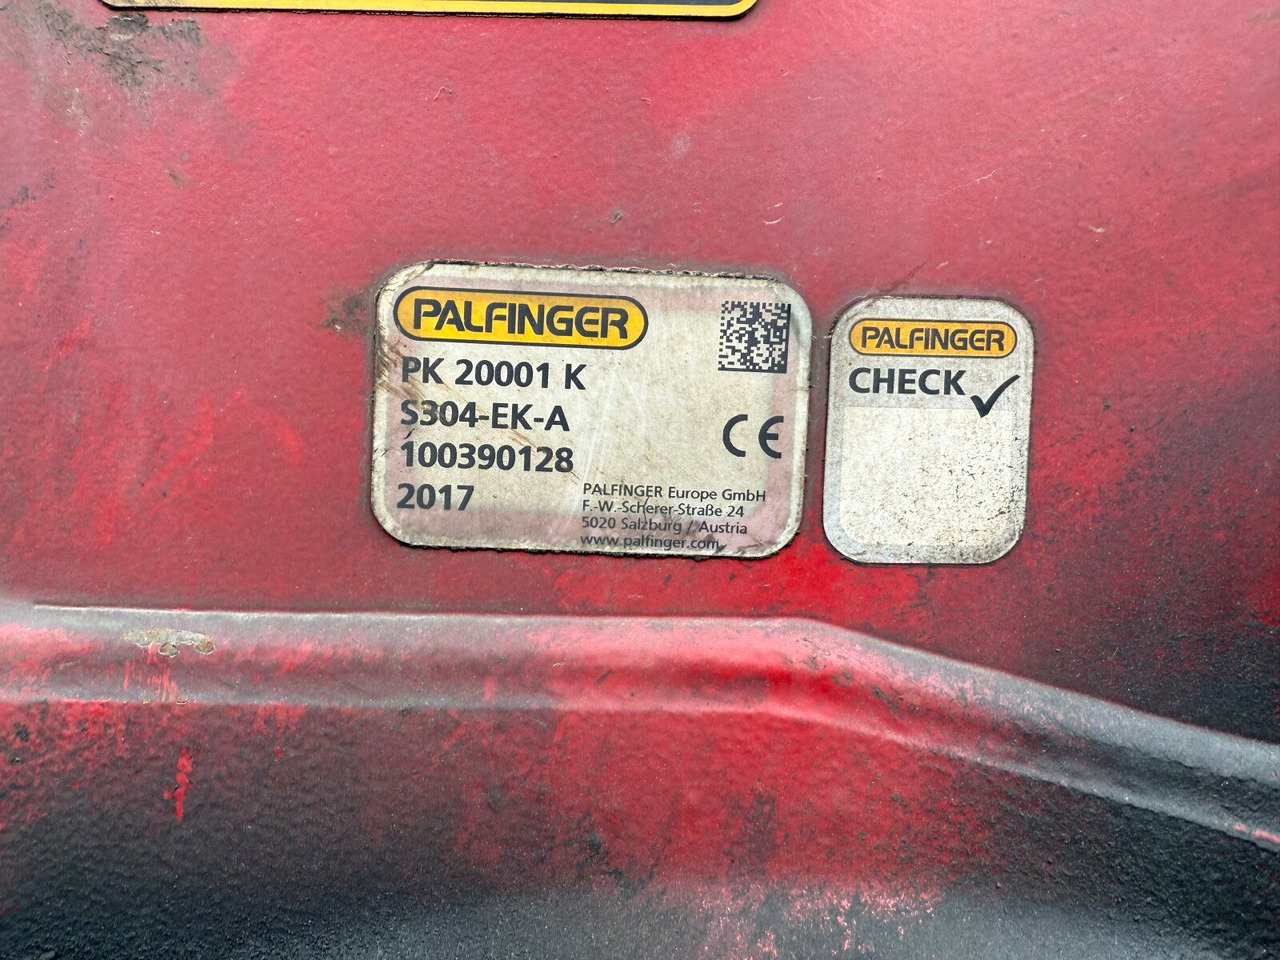 PALFINGER
PK 20001 K
S304-EK-A
100390128
2017
PALFINGER Europe GmbH
F.-W.-Scherer-Straße 24
5020 Salzburg / Austria
www.palfinger.com
CE
PALFINGER
CHECK